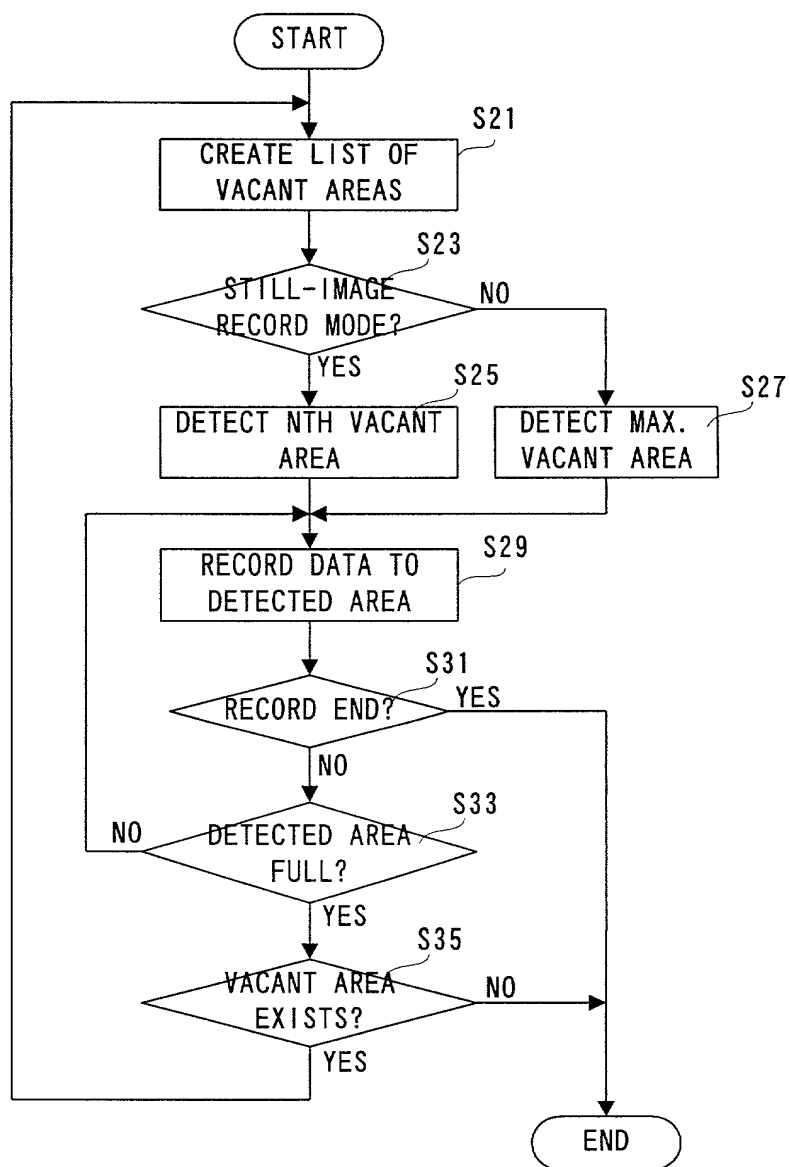 START
S21
CREATE LIST OF
VACANT AREAS
S23
STILL-IMAGE
RECORD MODE?
NO
YES
S25
DETECT NTH VACANT
AREA
S27
DETECT MAX.
VACANT AREA
S29
RECORD DATA TO
DETECTED AREA
S31
RECORD END?
YES
NO
S33
DETECTED AREA
FULL?
NO
YES
S35
VACANT AREA
EXISTS?
NO
YES
END